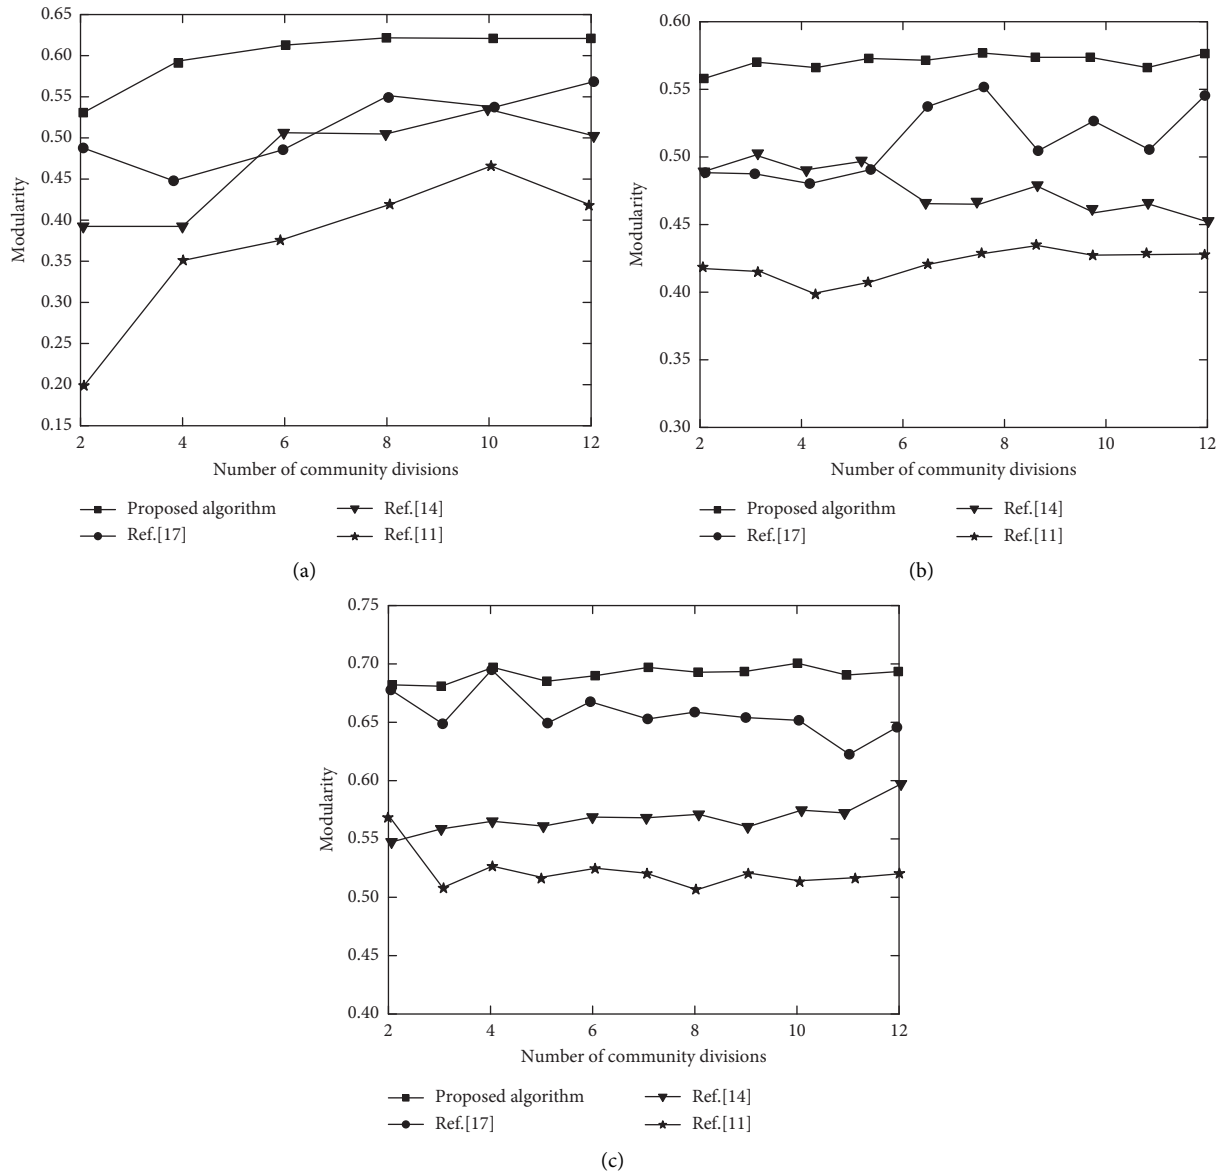 0.65
0.60
0.55
0.50
0.45
0.40
0.35
0.30
0.25
0.20
0.15
Modularity
2 4 6 8 10 12
Number of community divisions
Proposed algorithm
Ref.[17]
Ref.[14]
Ref.[11]
(a)
0.60
0.55
0.50
0.45
0.40
0.35
0.30
Modularity
2 4 6 8 10 12
Number of community divisions
Proposed algorithm
Ref.[17]
Ref.[14]
Ref.[11]
(b)
0.75
0.70
0.65
0.60
0.55
0.50
0.45
0.40
Modularity
2 4 6 8 10 12
Number of community divisions
Proposed algorithm
Ref.[17]
Ref.[14]
Ref.[11]
(c)